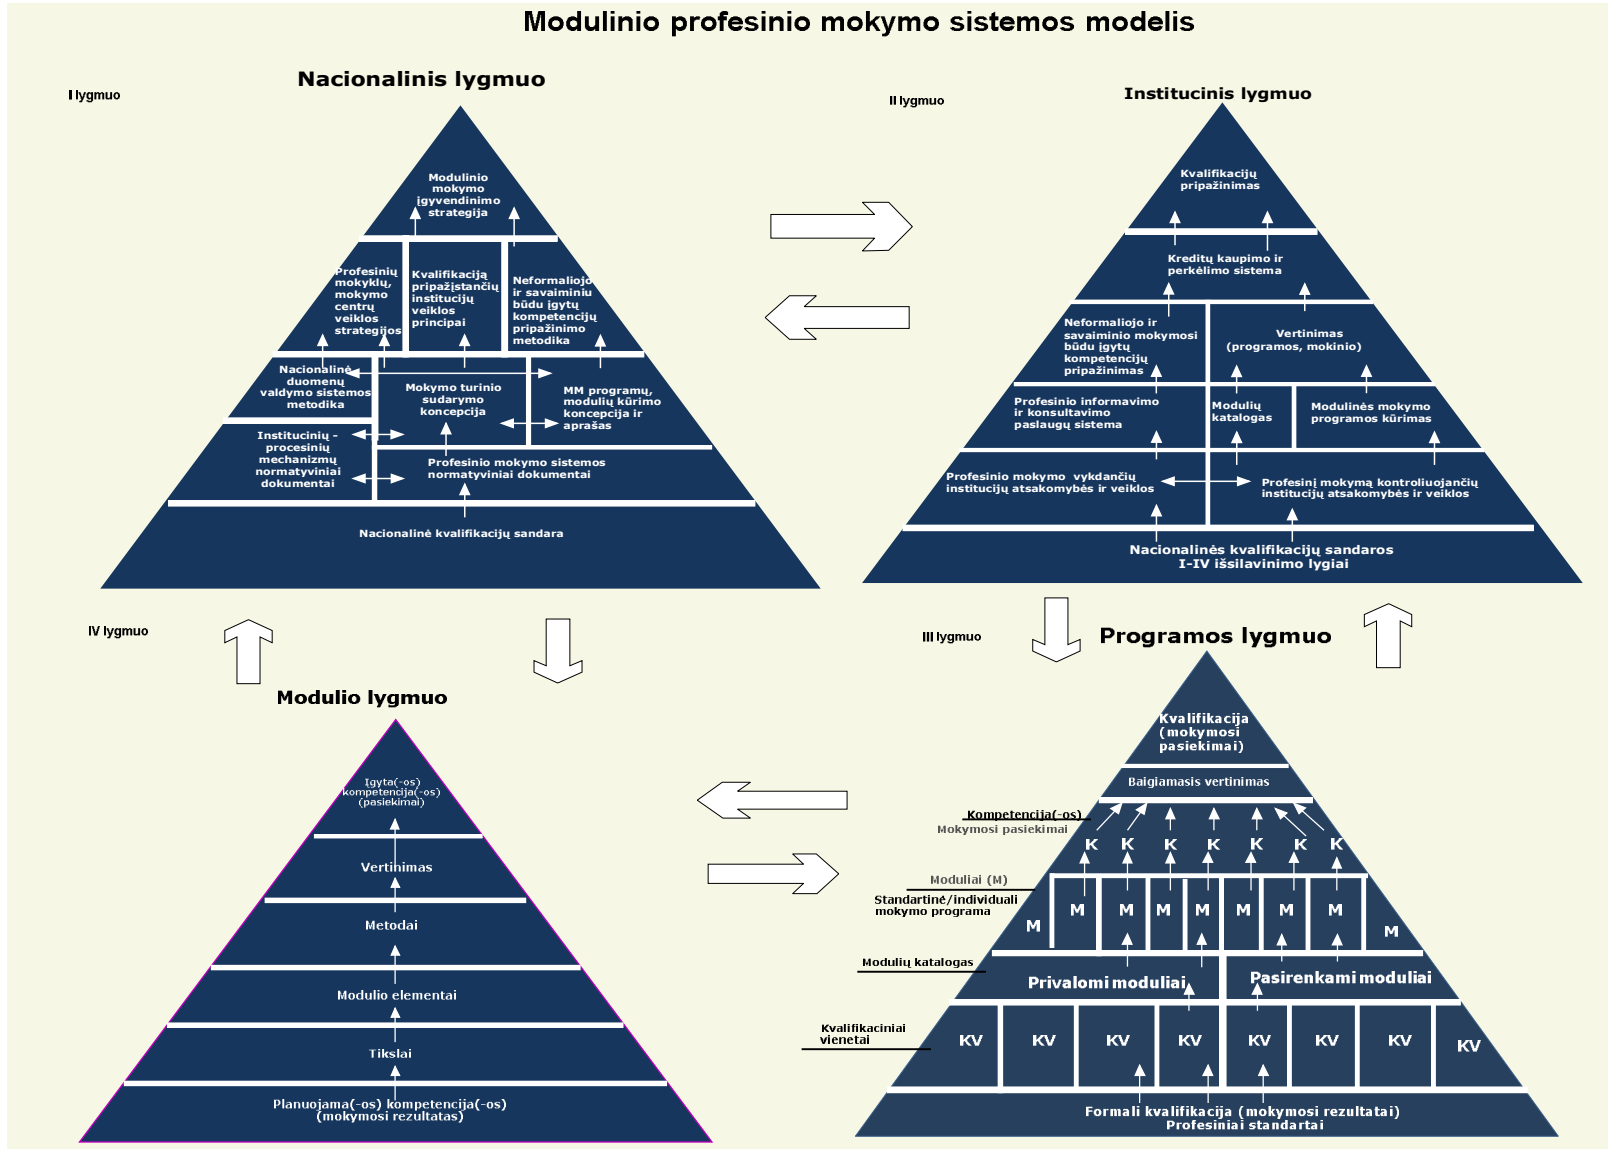 Modulinio profesinio mokymo sistemos modelis
I lygmuo
Nacionalinis lygmuo
Modulinio
mokymo
įgyvendinimo
strategija
Profesinių
mokyklų,
mokymo
centrų
veiklos
strategijos
Kvalifikaciją
pripažįstančių
institucijų
veiklos
principai
Neformaliojo
ir savaiminiu
būdu įgytų
kompetencijų
pripažinimo
metodika
Nacionalinė
duomenų
valdymo sistemos
metodika
Mokymo turinio
sudarymo
koncepcija
MM programų,
modulių kūrimo
koncepcija ir
aprašas
Institucinių -
procesinių
mechanizmų
normatyviniai
dokumentai
Profesinio mokymo sistemos
normatyviniai dokumentai
Nacionalinė kvalifikacijų sandara
II lygmuo
Institucinis lygmuo
Kvalifikacijų
pripažinimas
Kreditų kaupimo ir
perkėlimo sistema
Neformaliojo ir
savaiminio mokymosi
būdu įgytų
kompetencijų
pripažinimas
Vertinimas
(programos, mokinio)
Profesinio informavimo
ir konsultavimo
paslaugų sistema
Modulių
katalogas
Modulinės mokymo
programos kūrimas
Profesinio mokymo vykdančių
institucijų atsakomybės ir veiklos
Profesinį mokymą kontroliuojančių
institucijų atsakomybės ir veiklos
Nacionalinės kvalifikacijų sandaros
I-IV išsilavinimo lygiai
IV lygmuo
Modulio lygmuo
Įgyta(-os)
kompetencija(-os)
(pasiekimai)
Vertinimas
Metodai
Modulio elementai
Tikslai
Planuojama(-os) kompetencija(-os)
(mokymosi rezultatas)
III lygmuo
Programos lygmuo
Kvalifikacija
(mokymosi
pasiekimai)
Baigiamasis vertinimas
Kompetencija(-os)
Mokymosi pasiekimai
K K K K K K K
Moduliai (M)
Standartinė/individuali
mokymo programa
M M M M M M M M M
Modulių katalogas
Privalomi moduliai
Pasirenkami moduliai
Kvalifikaciniai
vienetai
KV KV KV KV KV KV KV KV
Formali kvalifikacija (mokymosi rezultatai)
Profesiniai standartai